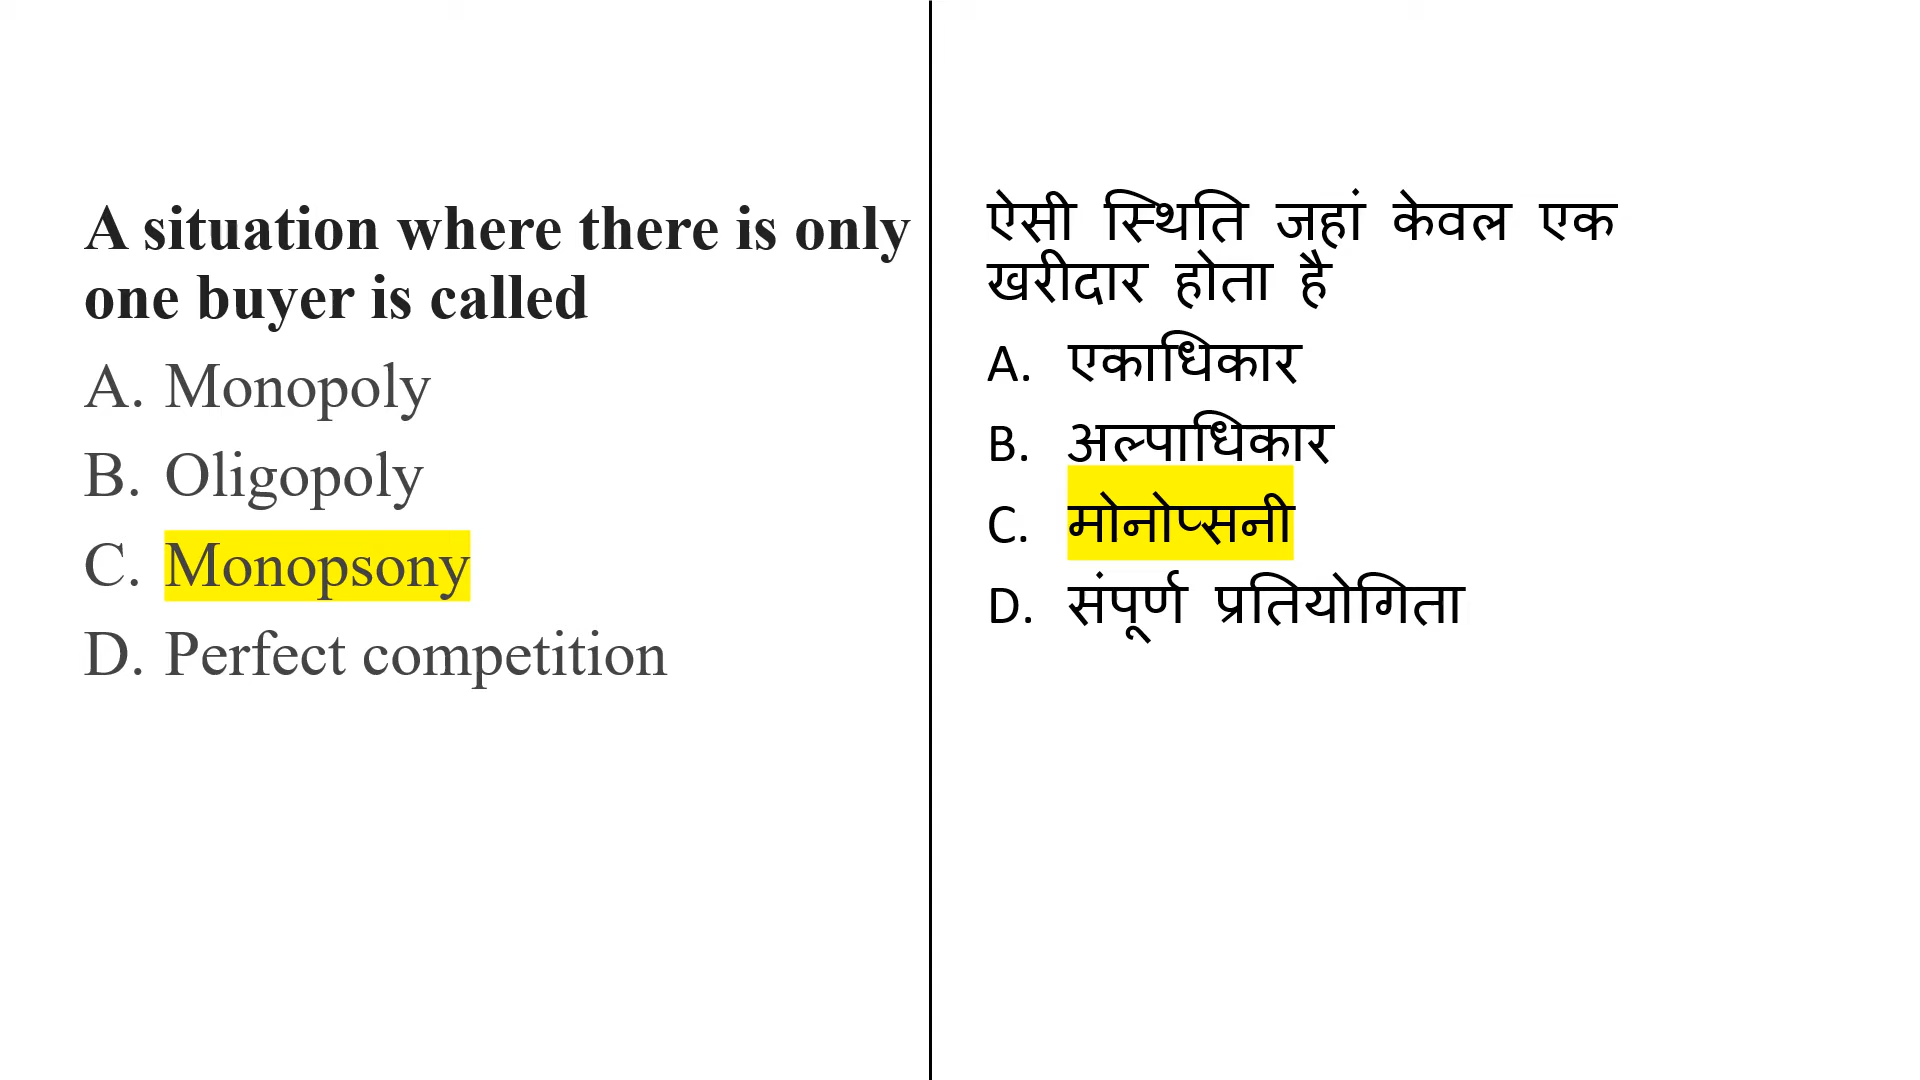 A situation where there is only
one buyer is called
A. Monopoly
B. Oligopoly
C. Monopsony
D. Perfect competition
ऐसी स्थिति जहां केवल एक
खरीदार होता है
A. एकाधिकार
B. अल्पाधिकार
C. मोनोप्सनी
D. संपूर्ण प्रतियोगिता